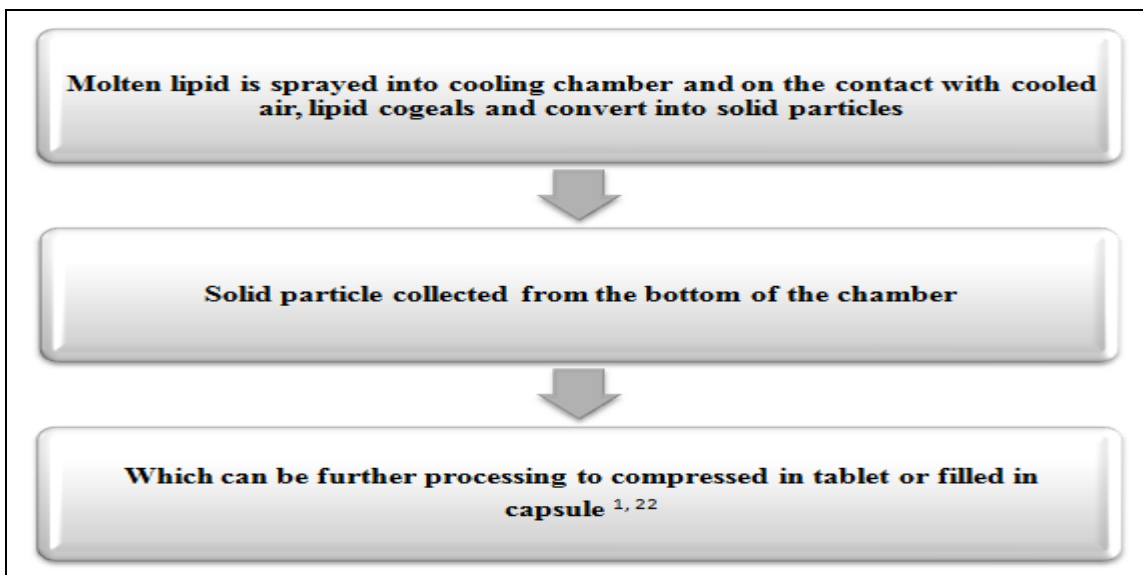 Molten lipid is sprayed into cooling chamber and on the contact with cooled
air, lipid cogeals and convert into solid particles
Solid particle collected from the bottom of the chamber
Which can be further processing to compressed in tablet or filled in
capsule 1, 22